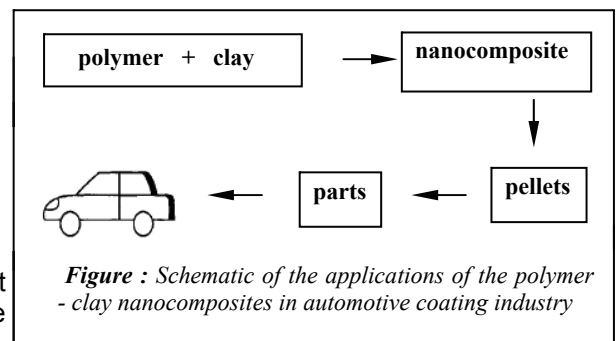 polymer + clay
nanocomposite
pellets
parts
Figure : Schematic of the applications of the polymer
- clay nanocomposites in automotive coating industry
t
e